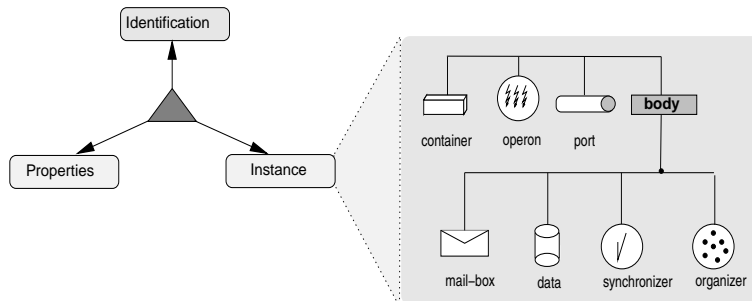 Identification
Properties
Instance
container
operon
port
body
mail-box
data
synchronizer
organizer